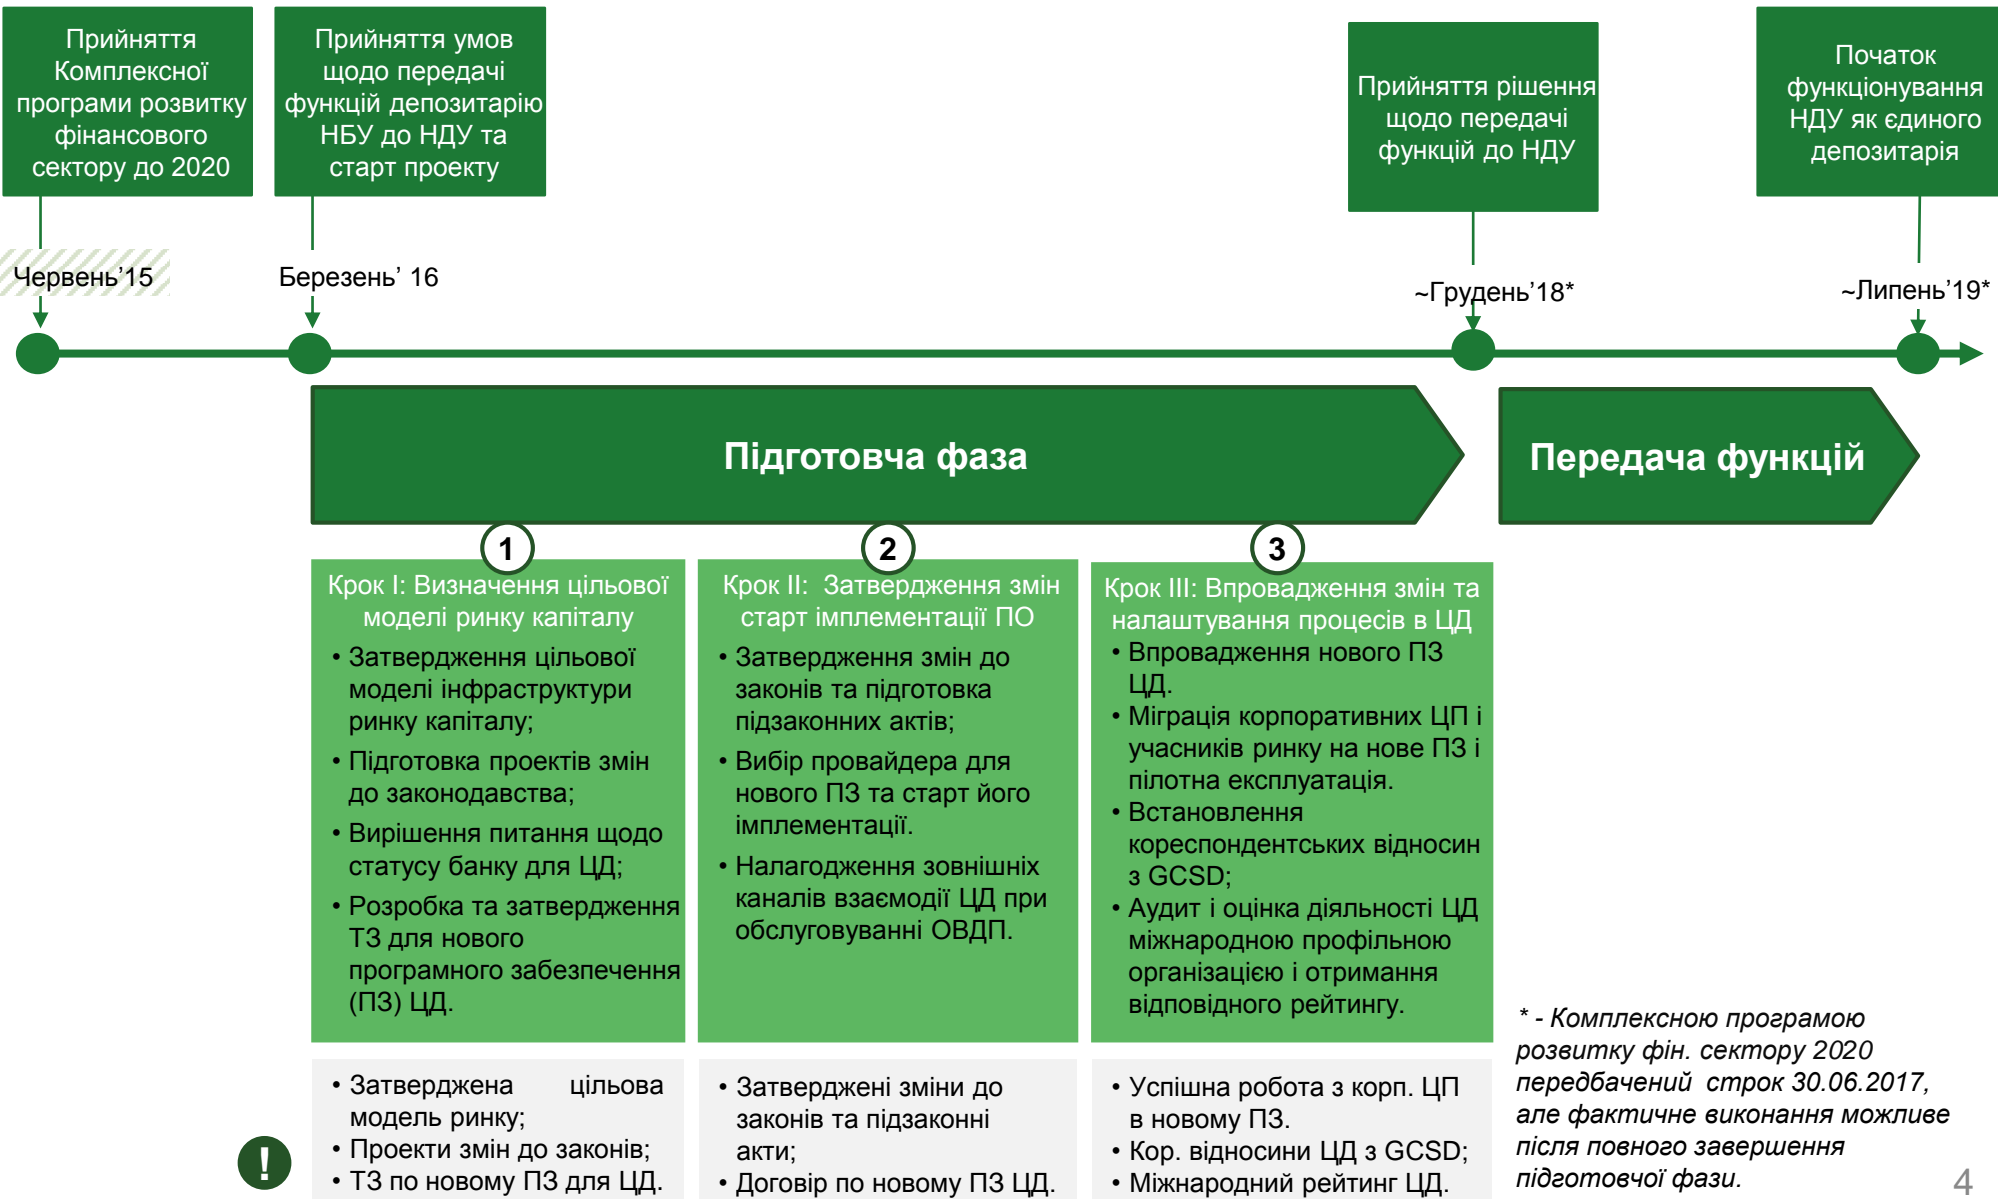 Прийняття
Комплексної
програми розвитку
фінансового
сектору до 2020
Прийняття умов
щодо передачі
функцій депозитарію
НБУ до НДУ та
старт проекту
Прийняття рішення
щодо передачі
функцій до НДУ
Початок
функціонування
НДУ як єдиного
депозитарія
Червень’15
Березень’ 16
~Грудень’18*
~Липень’19*
Підготовча фаза
Передача функцій
1
Крок I: Визначення цільової
моделі ринку капіталу
• Затвердження цільової
моделі інфраструктури
ринку капіталу;
• Підготовка проектів змін
до законодавства;
• Вирішення питання щодо
статусу банку для ЦД;
• Розробка та затвердження
ТЗ для нового
програмного забезпечення
(ПЗ) ЦД.
2
Крок II: Затвердження змін
старт імплементації ПО
• Затвердження змін до
законів та підготовка
підзаконних актів;
• Вибір провайдера для
нового ПЗ та старт його
імплементації.
• Налагодження зовнішніх
каналів взаємодії ЦД при
обслуговуванні ОВДП.
3
Крок III: Впровадження змін та
налаштування процесів в ЦД
• Впровадження нового ПЗ
ЦД.
• Міграція корпоративних ЦП і
учасників ринку на нове ПЗ і
пілотна експлуатація.
• Встановлення
кореспондентських відносин
з GCSD;
• Аудит і оцінка діяльності ЦД
міжнародною профільною
організацією і отримання
відповідного рейтингу.
!
• Затверджена цільова
модель ринку;
• Проекти змін до законів;
• ТЗ по новому ПЗ для ЦД.
• Затверджені зміни до
законів та підзаконні
акти;
• Договір по новому ПЗ ЦД.
• Успішна робота з корп. ЦП
в новому ПЗ.
• Кор. відносини ЦД з GCSD;
• Міжнародний рейтинг ЦД.
* - Комплексною програмою
розвитку фін. сектору 2020
передбачений строк 30.06.2017,
але фактичне виконання можливе
після повного завершення
підготовчої фази.
4